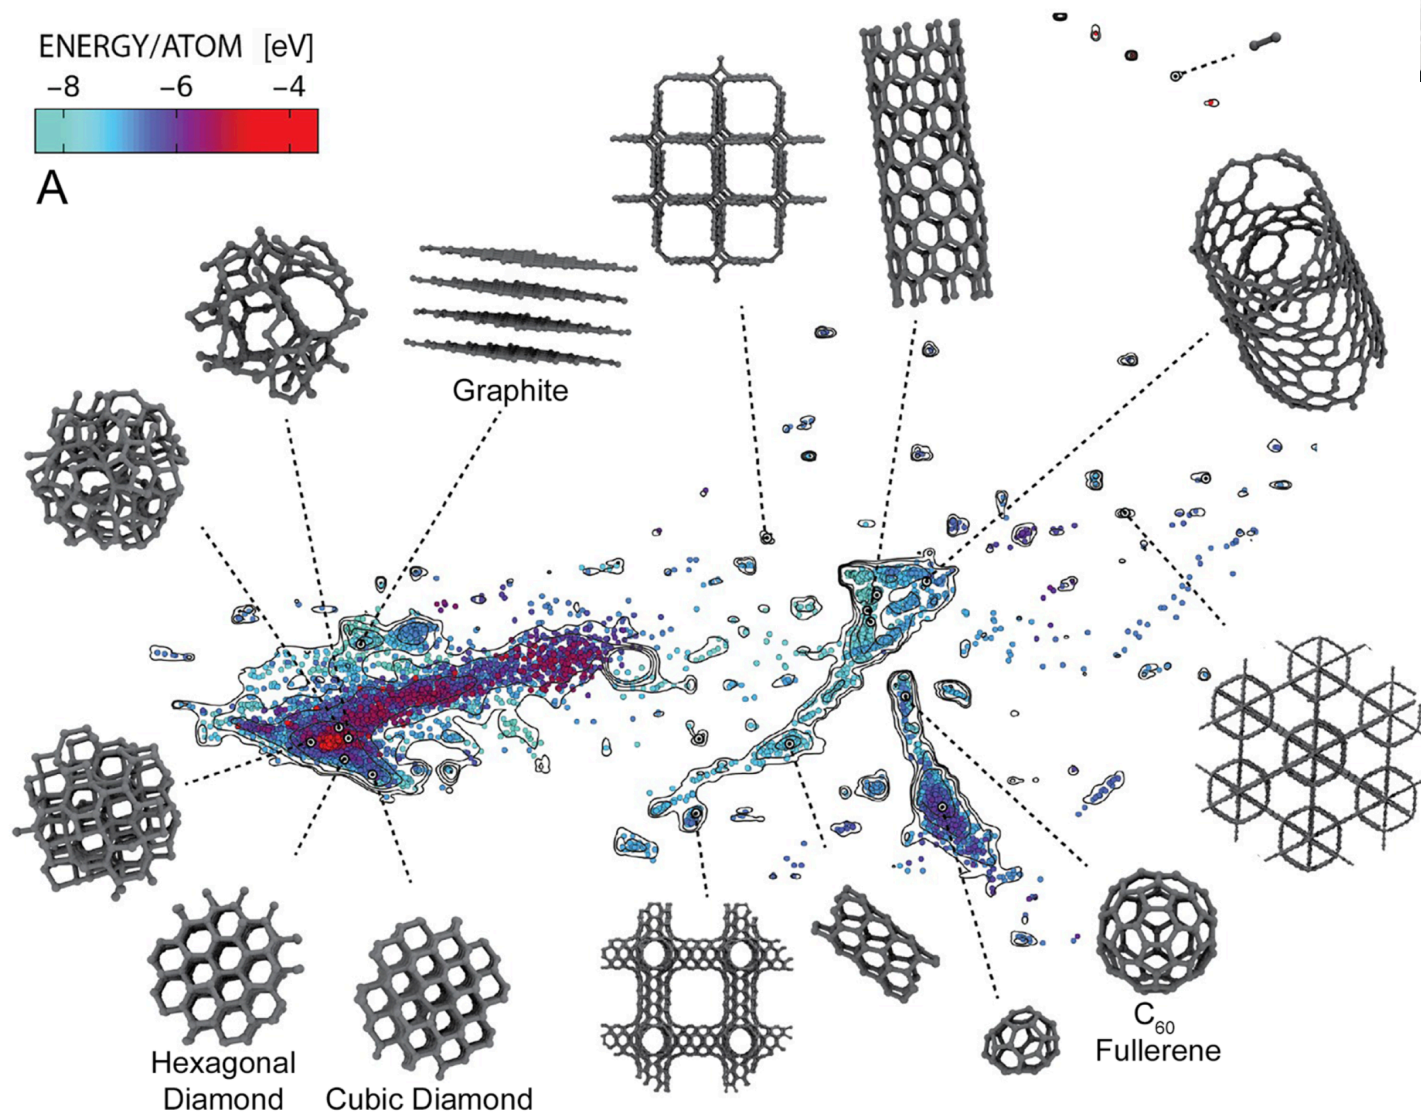 ENERGY/ATOM [eV]
−8 −6 −4
A
Graphite
C60
Fullerene
Hexagonal
Diamond
Cubic Diamond